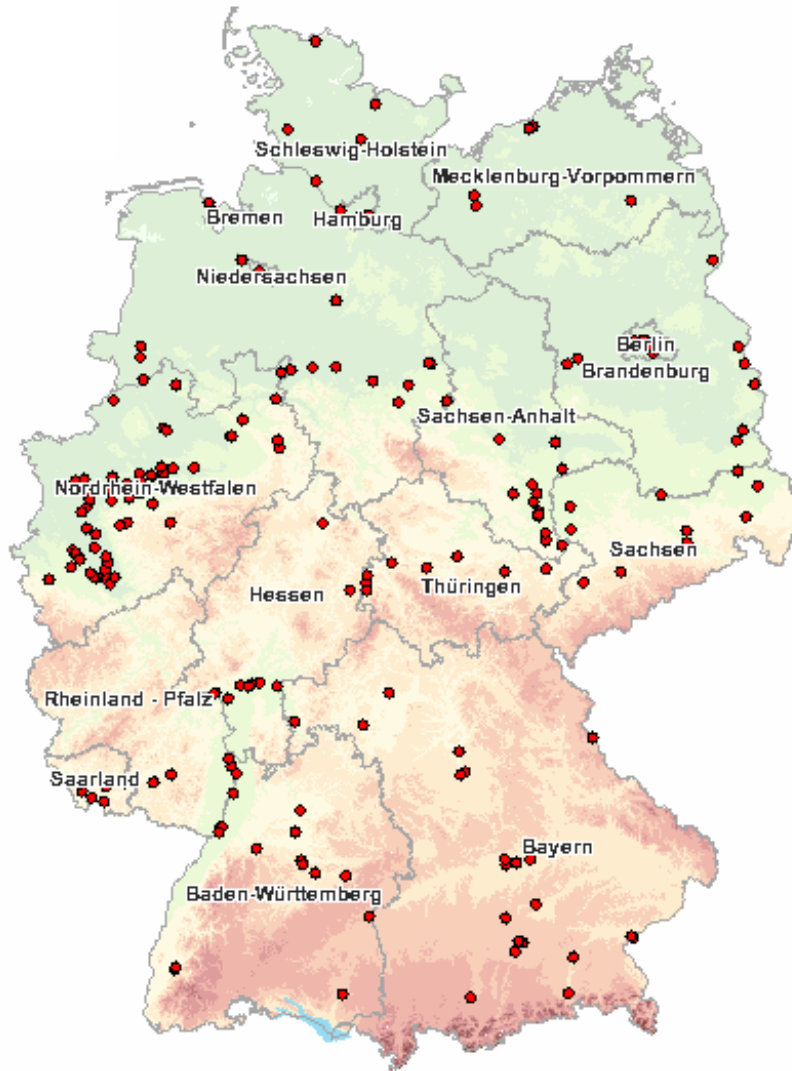 Schleswig-Holstein
Mecklenburg-Vorpommern
Bremen
Hamburg
Niedersachsen
Berlin
Brandenburg
Sachsen-Anhalt
Nordrhein-Westfalen
Sachsen
Thüringen
Hessen
Rheinland - Pfalz
Saarland
Bayern
Baden-Württemberg